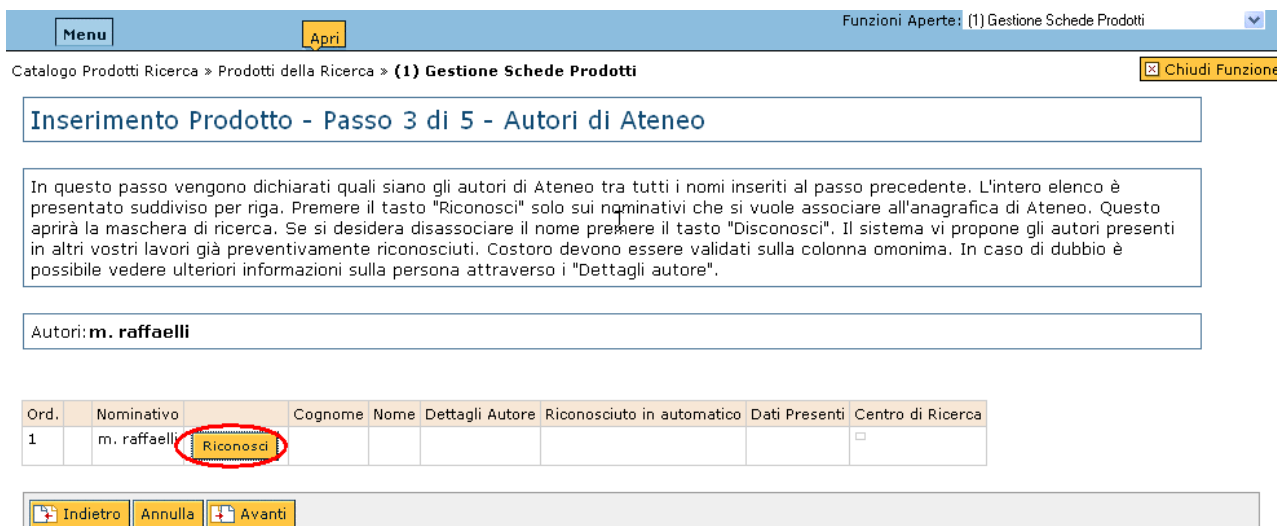 Menu
Apri
Funzioni Aperte: (1) Gestione Schede Prodotti
Catalogo Prodotti Ricerca » Prodotti della Ricerca » (1) Gestione Schede Prodotti
Chiudi Funzione
Inserimento Prodotto - Passo 3 di 5 - Autori di Ateneo
In questo passo vengono dichiarati quali siano gli autori di Ateneo tra tutti i nomi inseriti al passo precedente. L'intero elenco è
presentato suddiviso per riga. Premere il tasto "Riconosci" solo sui nominativi che si vuole associare all'anagrafica di Ateneo. Questo
aprirà la maschera di ricerca. Se si desidera disassociare il nome premere il tasto "Disconosci". Il sistema vi propone gli autori presenti
in altri vostri lavori già preventivamente riconosciuti. Costoro devono essere validati sulla colonna omonima. In caso di dubbio è
possibile vedere ulteriori informazioni sulla persona attraverso i "Dettagli autore".
Autori: m. raffaelli
Ord. Nominativo Cognome Nome Dettagli Autore Riconosciuto in automatico Dati Presenti Centro di Ricerca
1 m. raffaelli Riconosci
Indietro Annulla Avanti